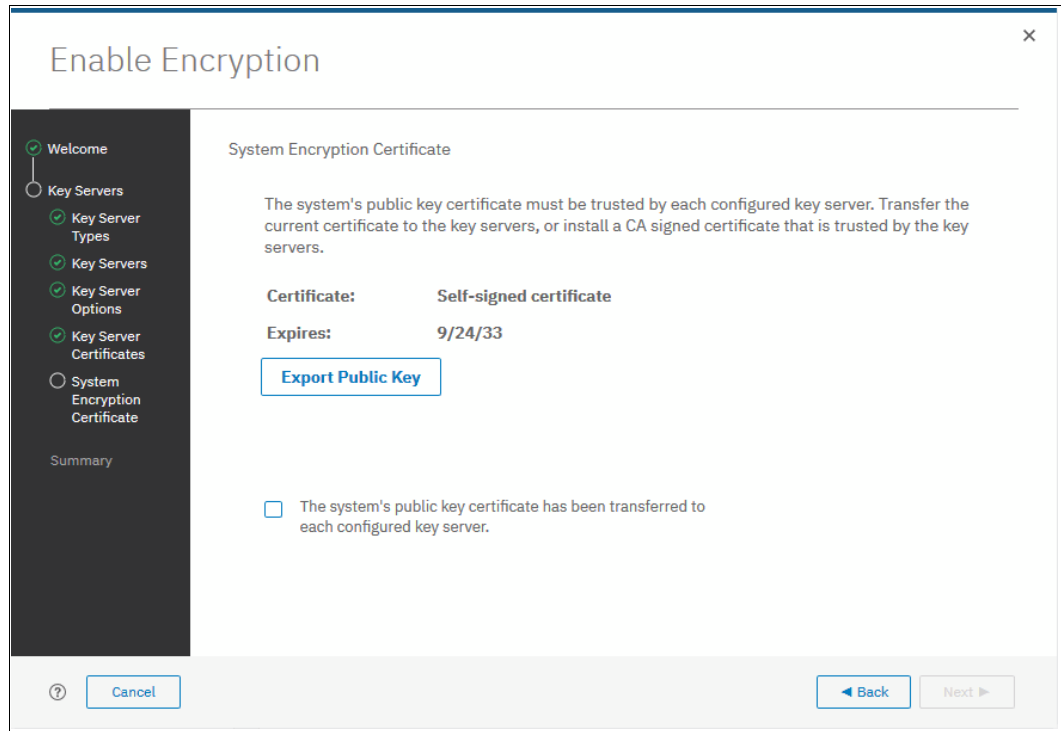 Enable Encryption
×
Welcome
Key Servers
Key Server
Types
Key Servers
Key Server
Options
Key Server
Certificates
System
Encryption
Certificate
Summary
System Encryption Certificate
The system's public key certificate must be trusted by each configured key server. Transfer the
current certificate to the key servers, or install a CA signed certificate that is trusted by the key
servers.
Certificate: Self-signed certificate
Expires: 9/24/33
Export Public Key
The system's public key certificate has been transferred to
each configured key server.
? Cancel ◀ Back Next ▶